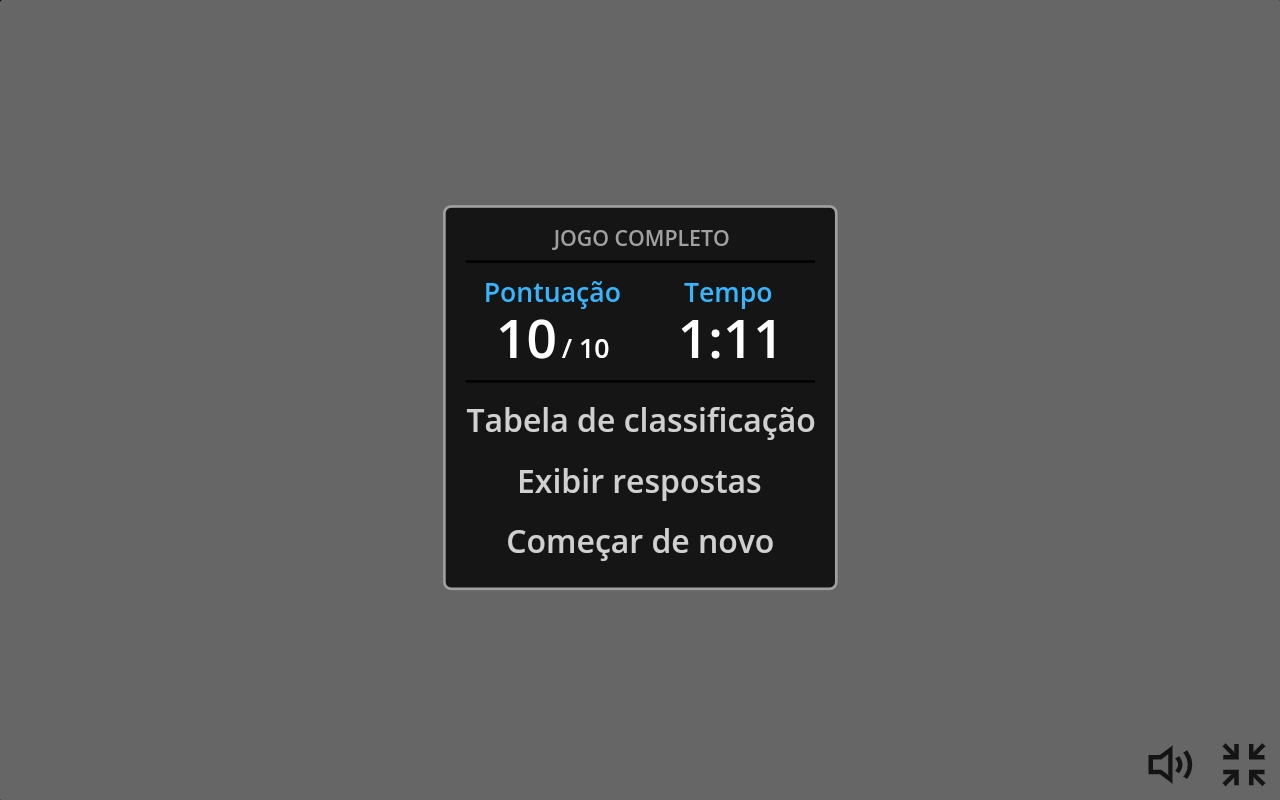 JOGO COMPLETO
Pontuação Tempo
10 / 10 1:11
Tabela de classificação
Exibir respostas
Começar de novo